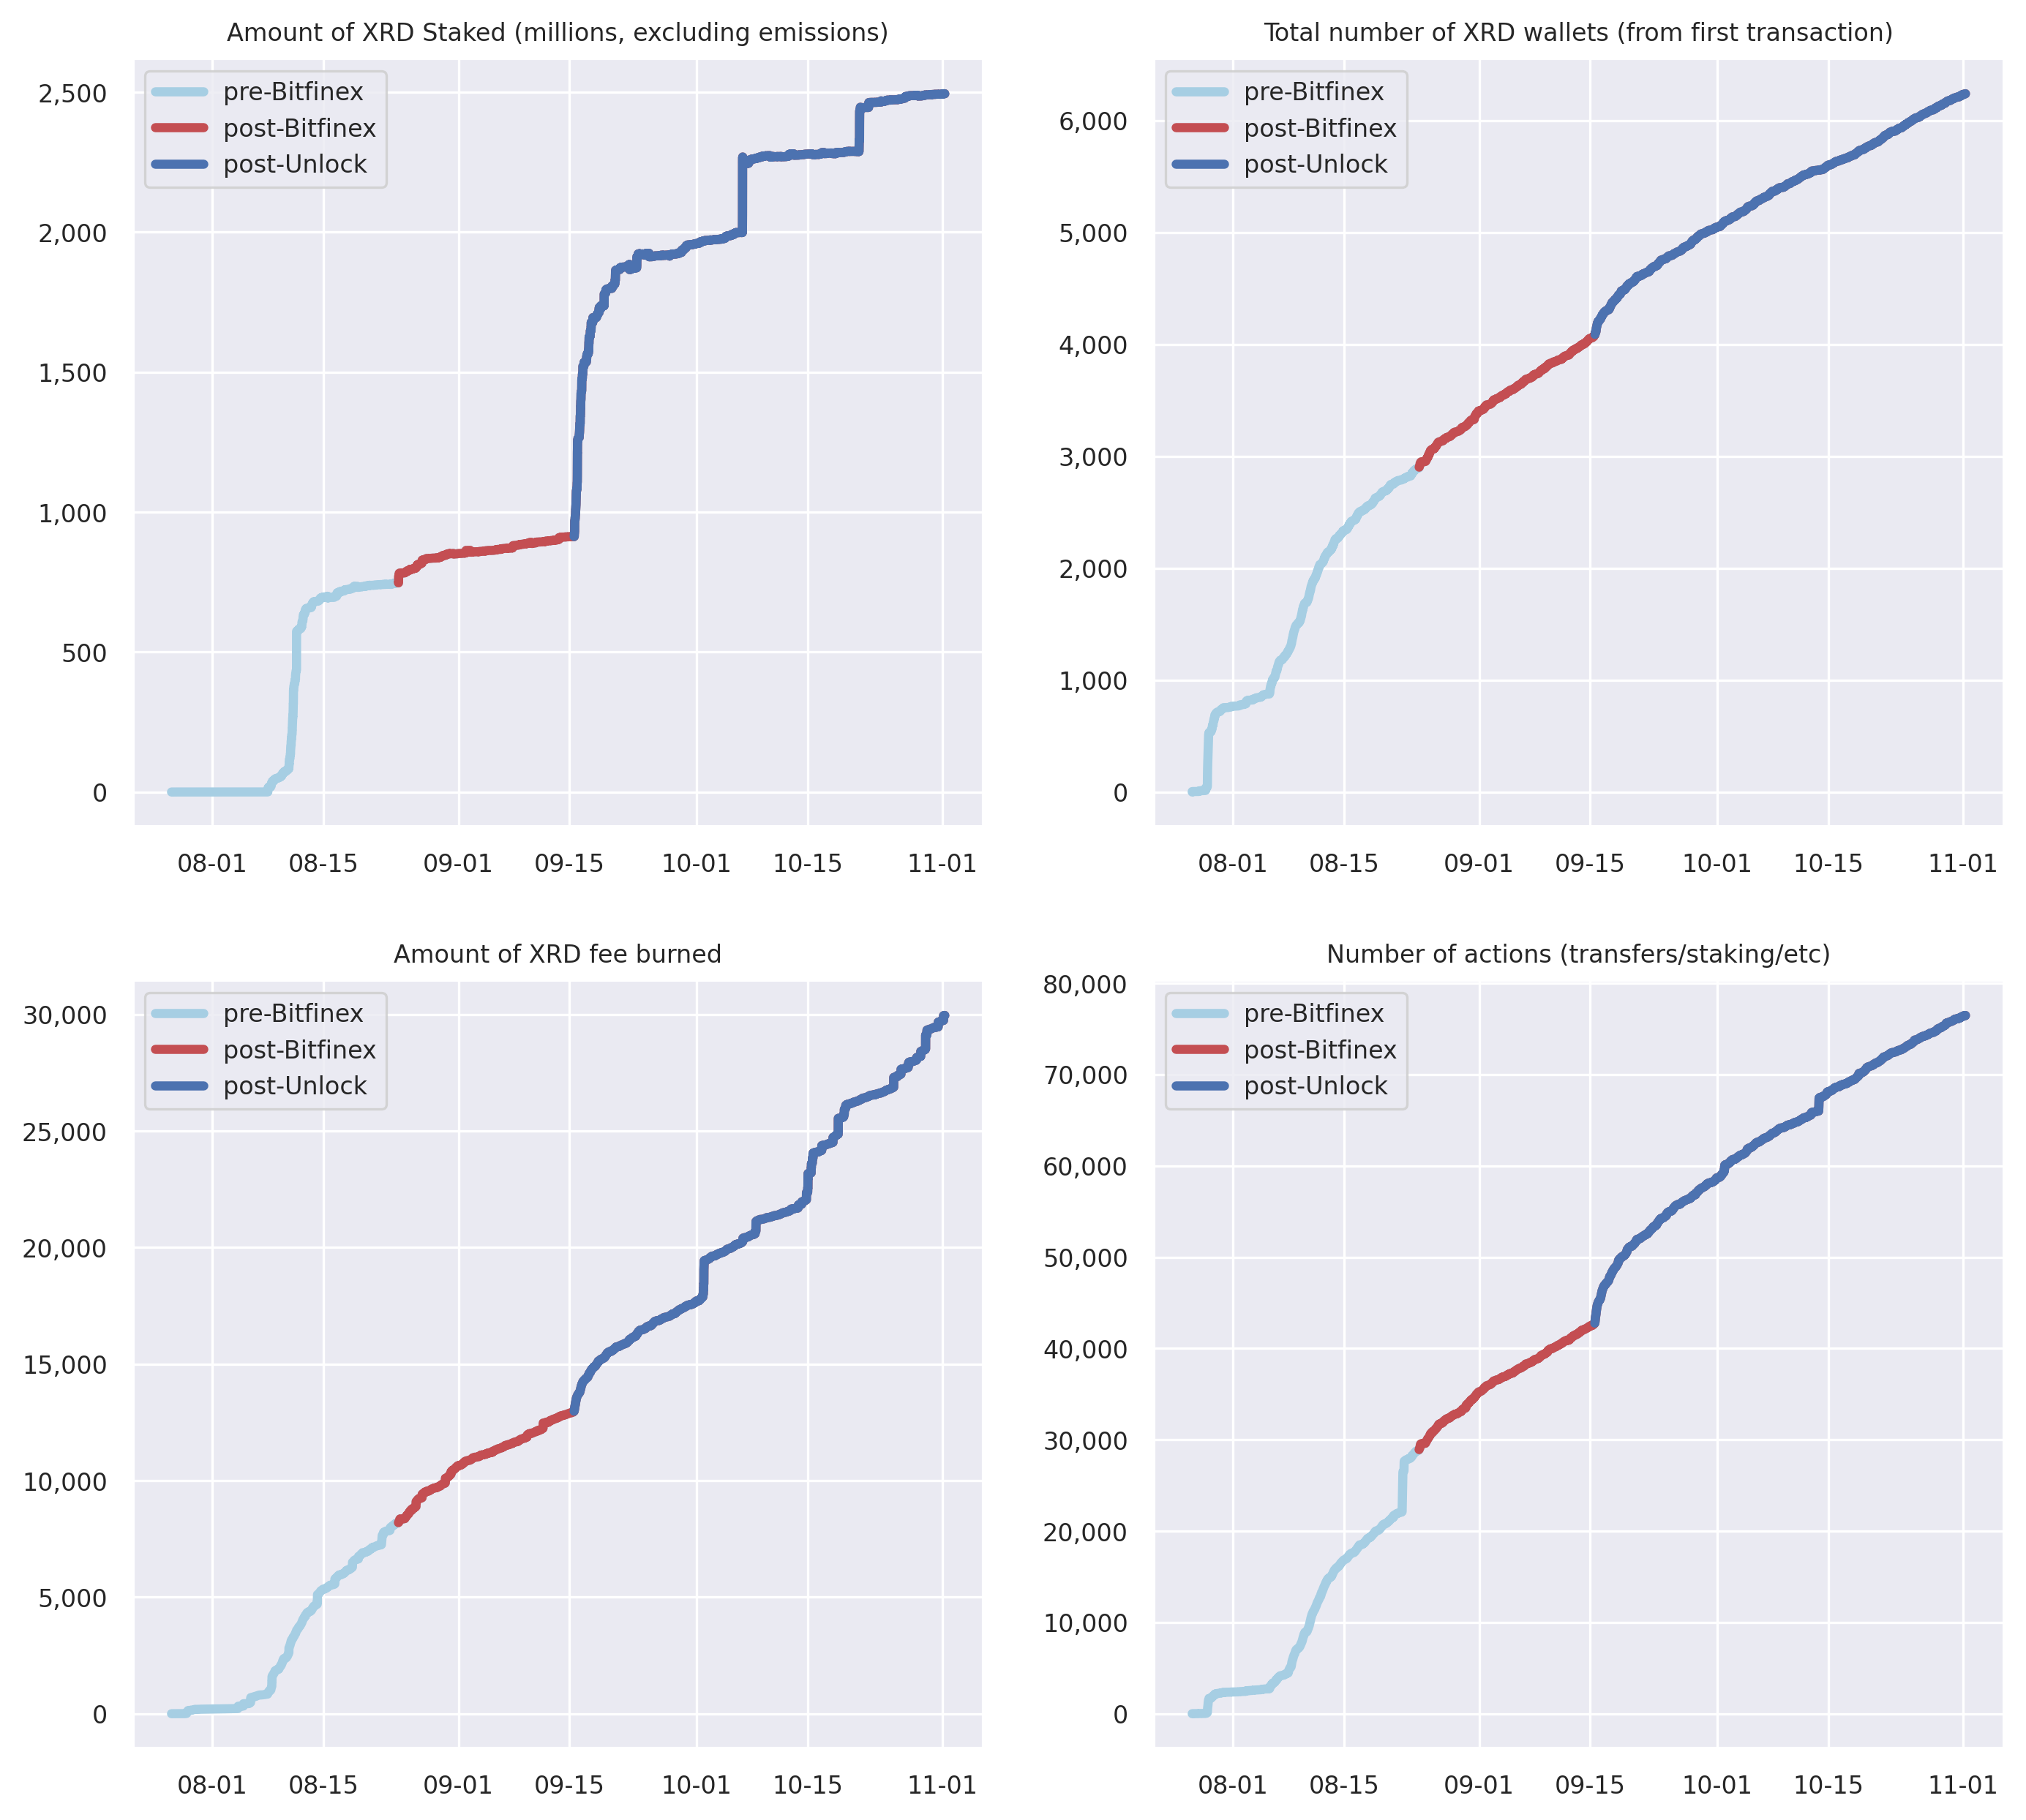 Amount of XRD Staked (millions, excluding emissions)
pre-Bitfinex
post-Bitfinex
post-Unlock
2,500
2,000
1,500
1,000
500
0
08-01 08-15 09-01 09-15 10-01 10-15 11-01
Total number of XRD wallets (from first transaction)
pre-Bitfinex
post-Bitfinex
post-Unlock
6,000
5,000
4,000
3,000
2,000
1,000
0
08-01 08-15 09-01 09-15 10-01 10-15 11-01
Amount of XRD fee burned
pre-Bitfinex
post-Bitfinex
post-Unlock
30,000
25,000
20,000
15,000
10,000
5,000
0
08-01 08-15 09-01 09-15 10-01 10-15 11-01
Number of actions (transfers/staking/etc)
pre-Bitfinex
post-Bitfinex
post-Unlock
80,000
70,000
60,000
50,000
40,000
30,000
20,000
10,000
0
08-01 08-15 09-01 09-15 10-01 10-15 11-01